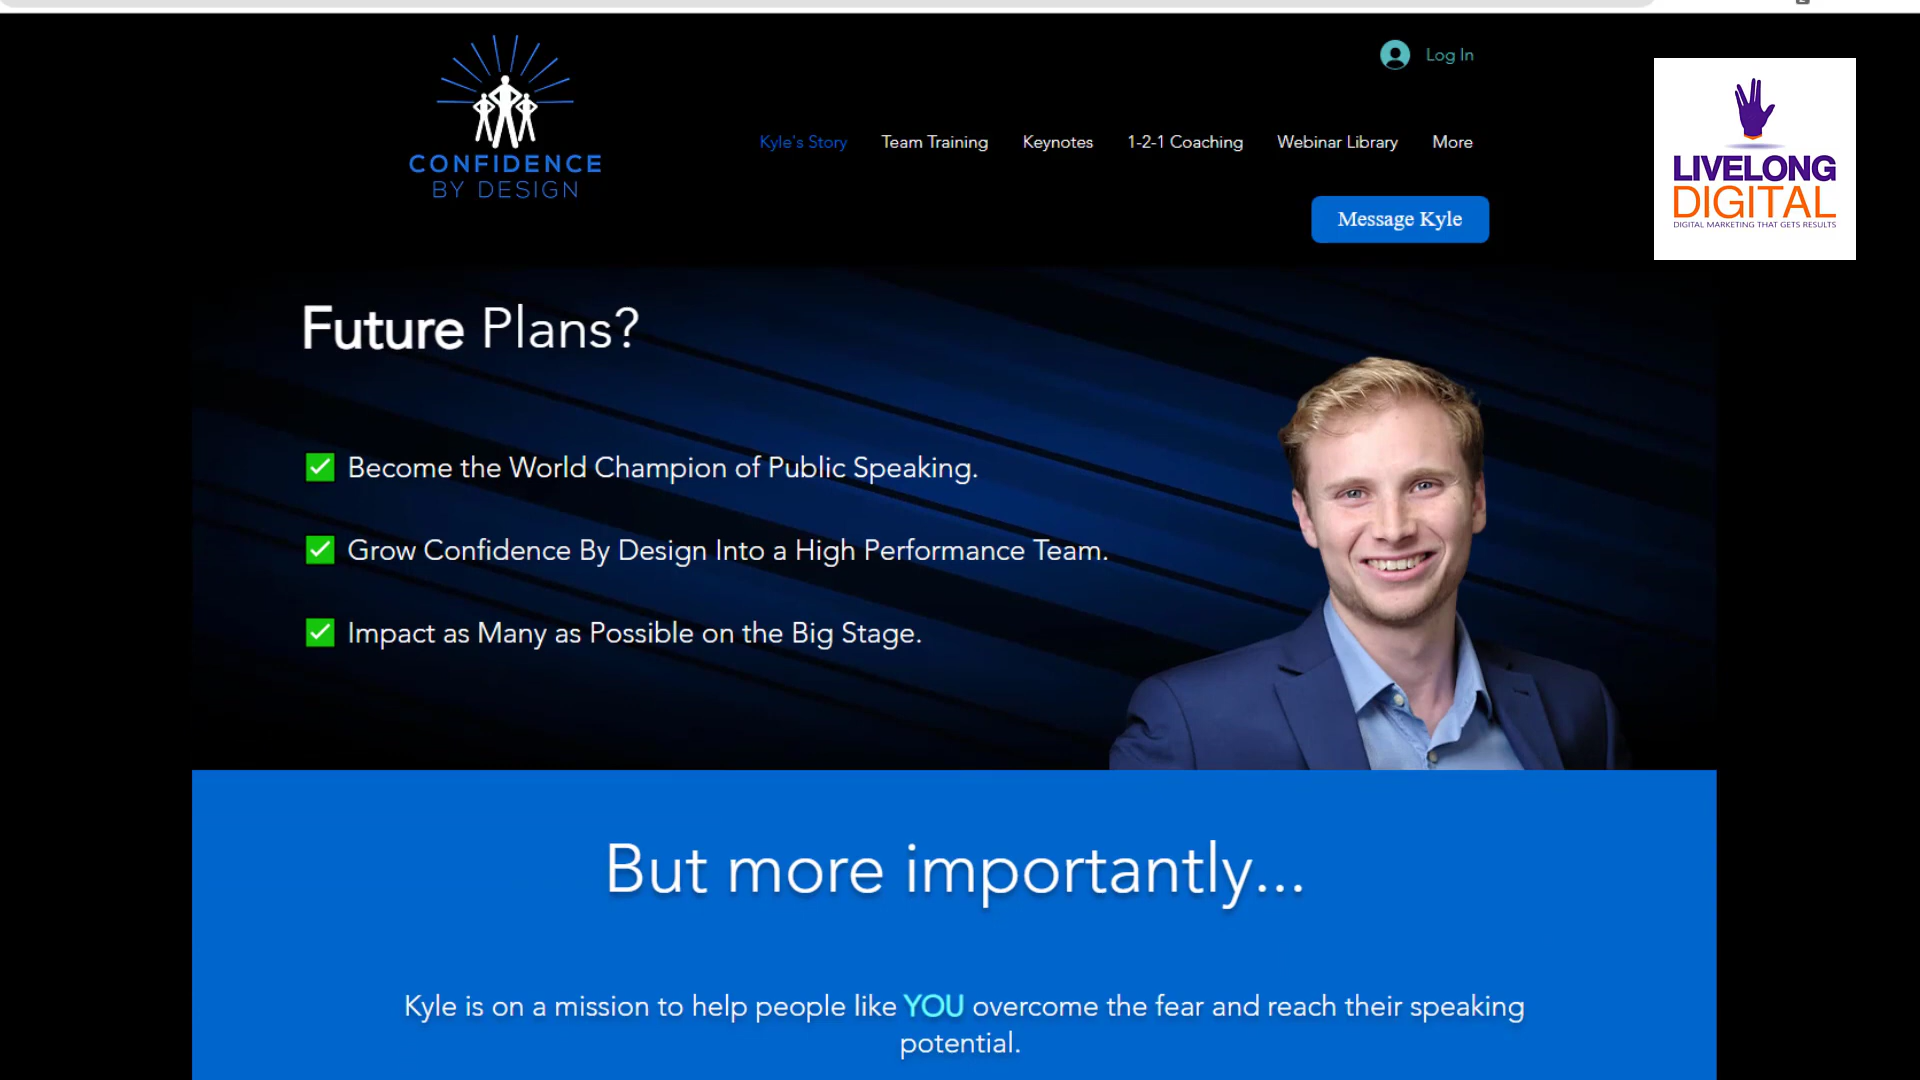 CONFIDENCE
BY DESIGN
Log In
Kyle's Story Team Training Keynotes 1-2-1 Coaching Webinar Library More
Message Kyle
LIVELONG
DIGITAL
DIGITAL MARKETING THAT GETS RESULTS
Future Plans?
Become the World Champion of Public Speaking.
Grow Confidence By Design Into a High Performance Team.
Impact as Many as Possible on the Big Stage.
But more importantly...
Kyle is on a mission to help people like YOU overcome the fear and reach their speaking
potential.